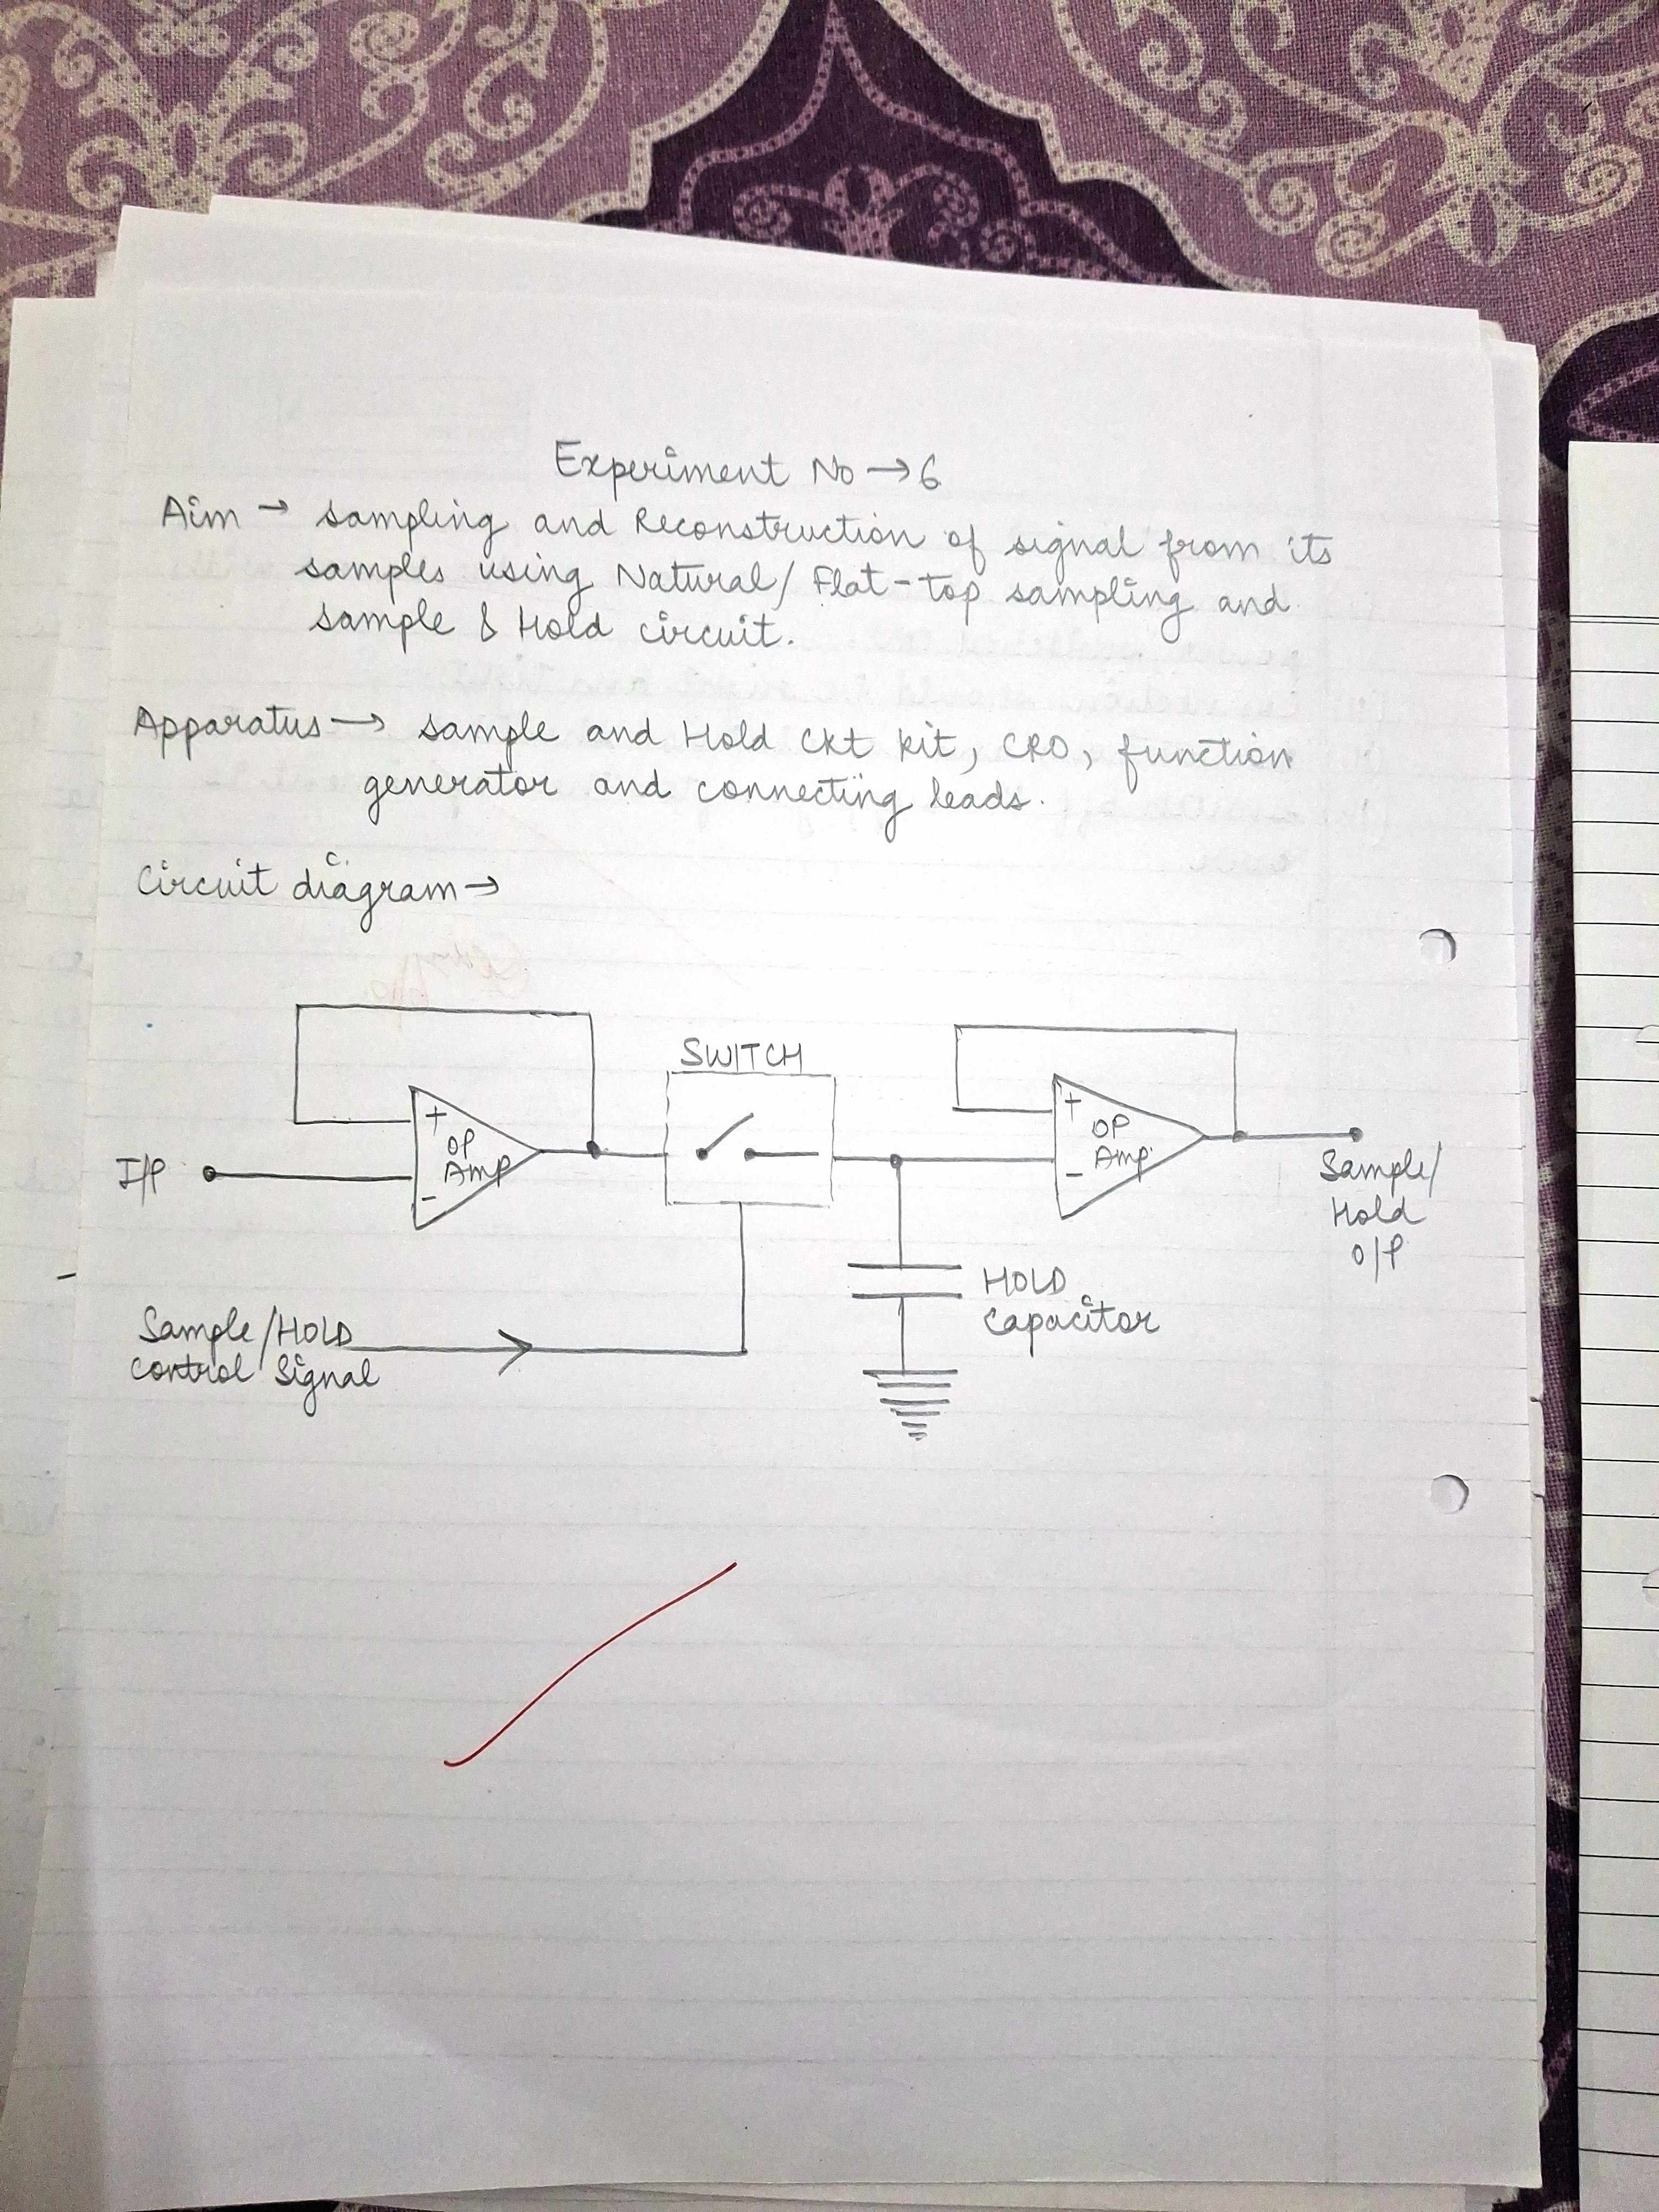 Experiment No → 6
Aim → sampling and Reconstruction of signal from its
samples using Natural/ Flat-top sampling and
sample & Hold circuit.
Apparatus → sample and Hold Ckt kit, CRO, function
generator and connecting leads.
Circuit diagram →
SWITCH
+
OP
Amp
-
+
OP
Amp
-
I/P
Sample/
Hold
O/P
HOLD
Capacitor
Sample/HOLD
control Signal